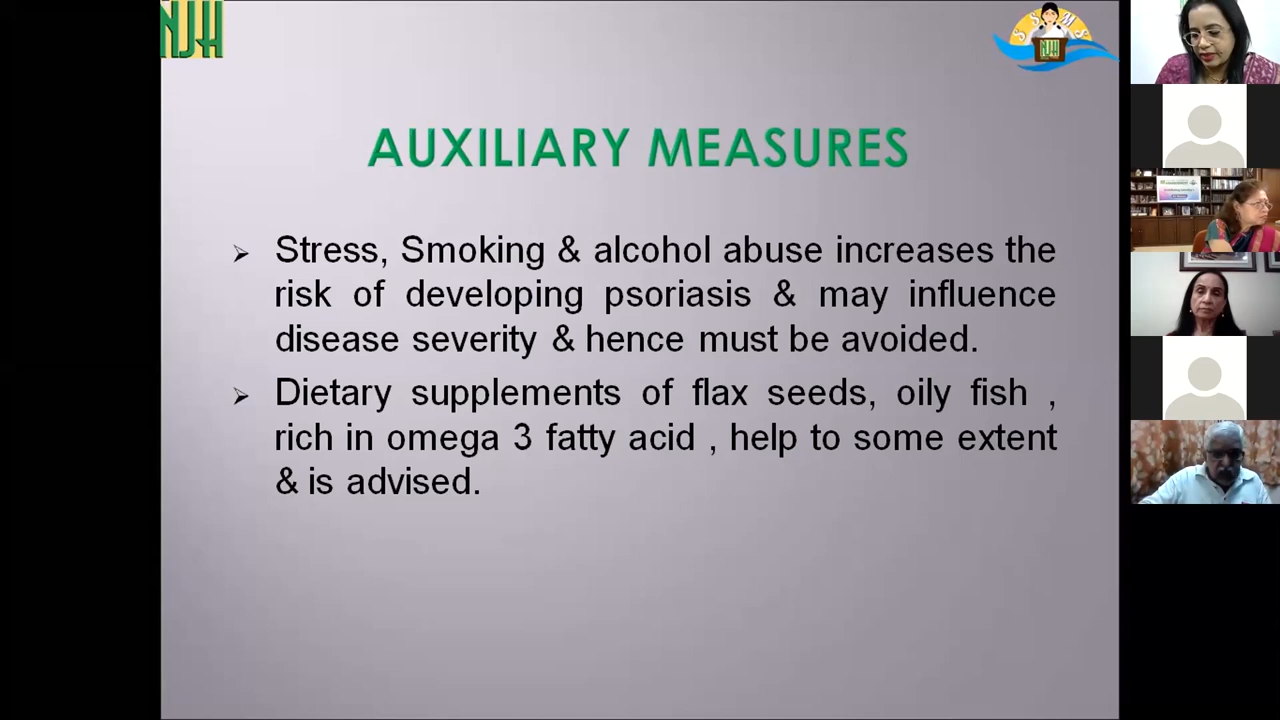 NJH
S S M S
NJH
AUXILIARY MEASURES
Stress, Smoking & alcohol abuse increases the
risk of developing psoriasis & may influence
disease severity & hence must be avoided.
Dietary supplements of flax seeds, oily fish ,
rich in omega 3 fatty acid , help to some extent
& is advised.